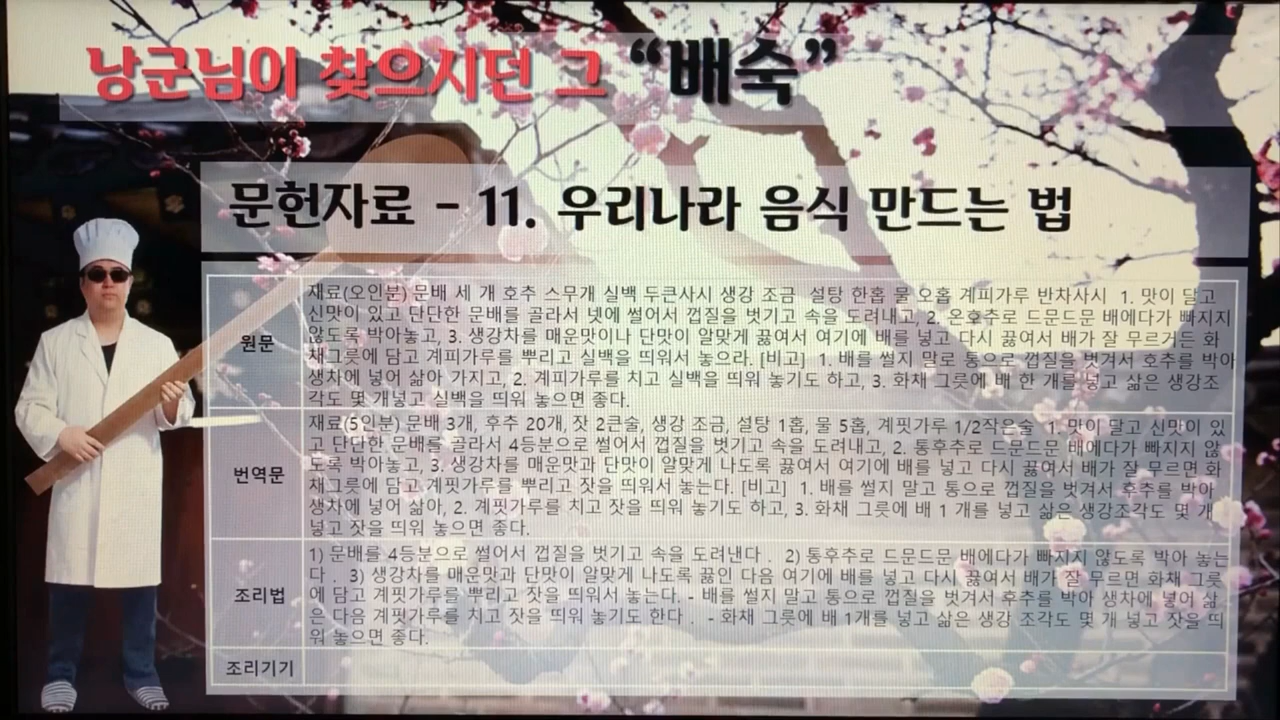 낭군님이 찾으시던 그 “배숙”
문헌자료 - 11. 우리나라 음식 만드는 법
원문
재료(오인분) 문배 세 개 호추 스무개 실백 두큰사시 생강 조금 설탕 한홉 물 오홉 계피가루 반차사시 1. 맛이 달고
신맛이 있고 단단한 문배를 골라서 넷에 썰어서 껍질을 벗기고 속을 도려내고, 2. 온호추로 드문드문 배에다가 빠지지
않도록 박아놓고, 3. 생강차를 매운맛이나 단맛이 알맞게 끓여서 여기에 배를 넣고 다시 끓여서 배가 잘 무르거든 화
채그릇에 담고 계피가루를 뿌리고 실백을 띄워서 놓으라. [비고] 1. 배를 썰지 말로 통으로 껍질을 벗겨서 호추를 박아
생차에 넣어 삶아 가지고, 2. 계피가루를 치고 실백을 띄워 놓기도 하고, 3. 화채 그릇에 배 한 개를 넣고 삶은 생강조
각도 몇 개넣고 실백을 띄워 놓으면 좋다.
번역문
재료(5인분) 문배 3개, 후추 20개, 잣 2큰술, 생강 조금, 설탕 1홉, 물 5홉, 계핏가루 1/2작은술 1. 맛이 달고 신맛이 있
고 단단한 문배를 골라서 4등분으로 썰어서 껍질을 벗기고 속을 도려내고, 2. 통후추로 드문드문 배에다가 빠지지 않
도록 박아놓고, 3. 생강차를 매운맛과 단맛이 알맞게 나도록 끓여서 여기에 배를 넣고 다시 끓여서 배가 잘 무르면 화
채그릇에 담고 계핏가루를 뿌리고 잣을 띄워서 놓는다. [비고] 1. 배를 썰지 말고 통으로 껍질을 벗겨서 후추를 박아
생차에 넣어 삶아, 2. 계핏가루를 치고 잣을 띄워 놓기도 하고, 3. 화채 그릇에 배 1 개를 넣고 삶은 생강조각도 몇 개
넣고 잣을 띄워 놓으면 좋다.
조리법
1) 문배를 4등분으로 썰어서 껍질을 벗기고 속을 도려낸다 . 2) 통후추로 드문드문 배에다가 빠지지 않도록 박아 놓는
다 . 3) 생강차를 매운맛과 단맛이 알맞게 나도록 끓인 다음 여기에 배를 넣고 다시 끓여서 배가 잘 무르면 화채 그릇
에 담고 계핏가루를 뿌리고 잣을 띄워서 놓는다. - 배를 썰지 말고 통으로 껍질을 벗겨서 후추를 박아 생차에 넣어 삶
은 다음 계핏가루를 치고 잣을 띄워 놓기도 한다 . - 화채 그릇에 배 1개를 넣고 삶은 생강 조각도 몇 개 넣고 잣을 띄
워 놓으면 좋다.
조리기기